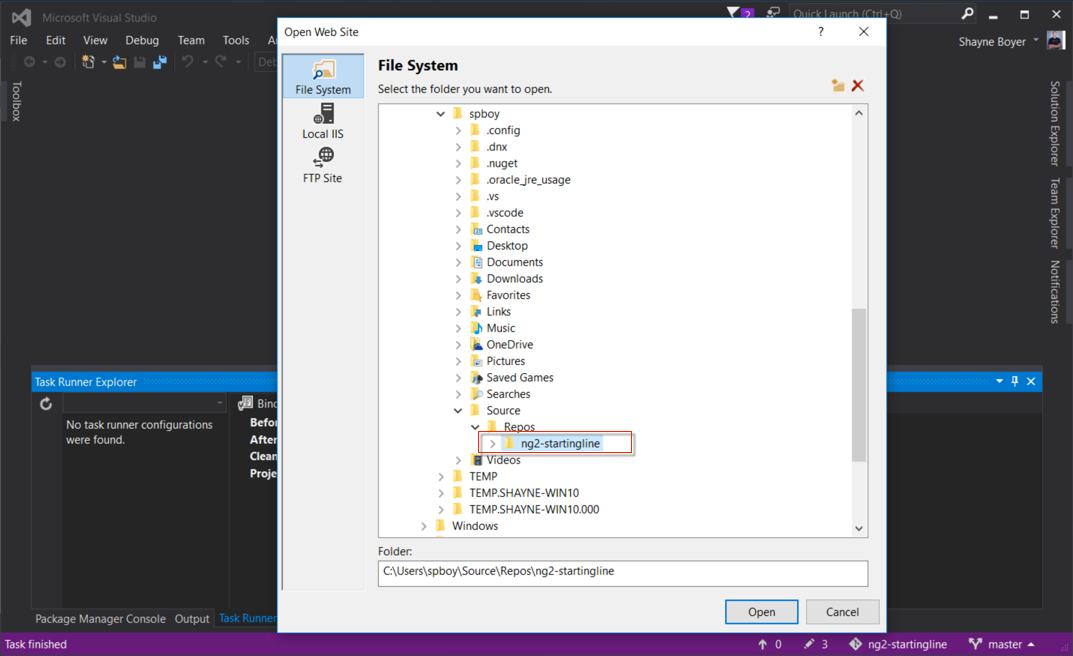 Microsoft Visual Studio
2
Quick Launch (Ctrl+Q)
File Edit View Debug Team Tools
Shayne Boyer
Toolbox
Open Web Site
?
File System
Local IIS
FTP Site
File System
Select the folder you want to open.
spboy
.config
.dnx
.nuget
.oracle_jre_usage
.vs
.vscode
Contacts
Desktop
Documents
Downloads
Favorites
Links
Music
OneDrive
Pictures
Saved Games
Searches
Source
Repos
ng2-startingline
Videos
TEMP
TEMP.SHAYNE-WIN10
TEMP.SHAYNE-WIN10.000
Windows
Folder:
C:\Users\spboy\Source\Repos\ng2-startingline
Open Cancel
Solution Explorer
Team Explorer
Notifications
Task Runner Explorer
No task runner configurations
were found.
Bin
Befo
After
Clean
Proje
Package Manager Console Output Task Runner
Task finished
0 3 ng2-startingline master